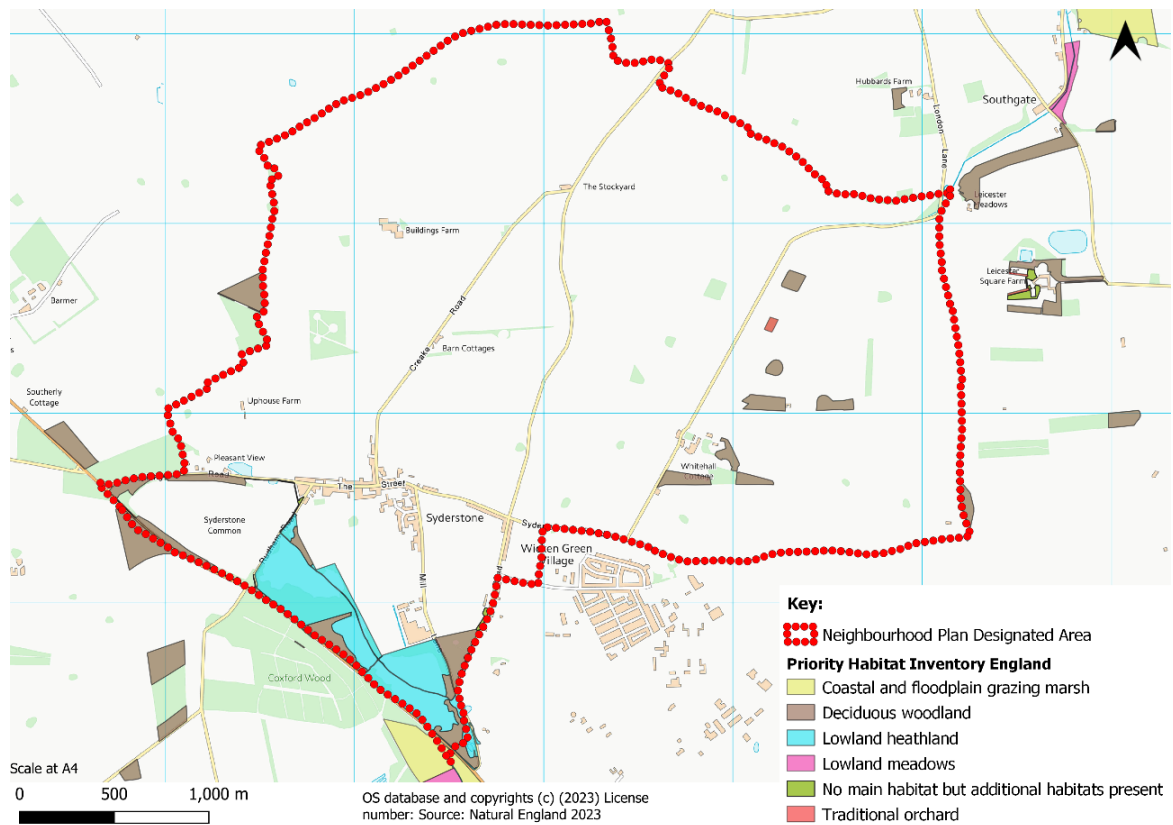 Hubbards Farm
Southgate
London
Lane
The Stockyard
Leicester
Meadows
Buildings Farm
Leicester
Square Farm
Barmer
Road
Creake
Barn Cottages
Southerly
Cottage
Uphouse Farm
Pleasant View
Road
Whitehall
Cottage
The Street
Syderstone
Common
Syderstone
Wicken Green
Village
Mill
Coxford Wood
Key:
Neighbourhood Plan Designated Area
Priority Habitat Inventory England
Coastal and floodplain grazing marsh
Deciduous woodland
Lowland heathland
Lowland meadows
No main habitat but additional habitats present
Traditional orchard
Scale at A4
0 500 1,000 m
OS database and copyrights (c) (2023) License
number: Source: Natural England 2023